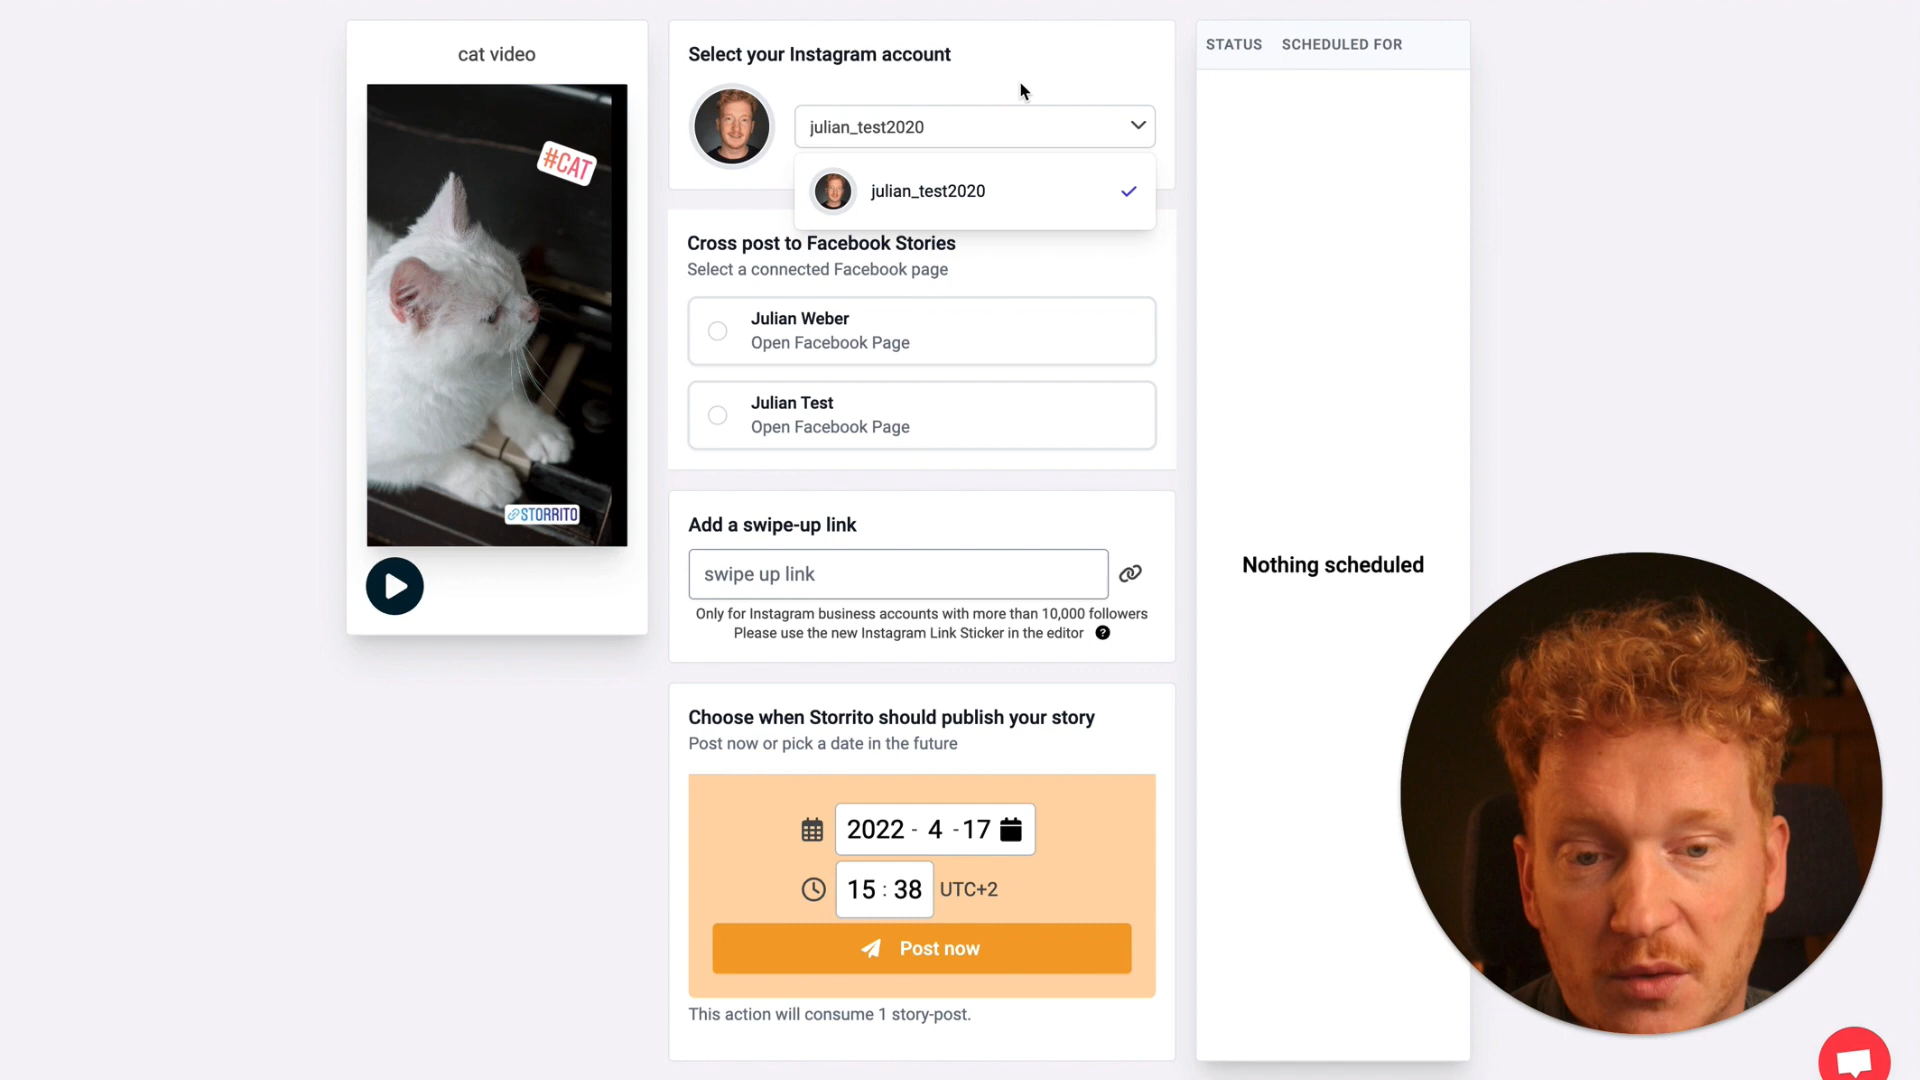 cat video
#CAT
STORRITO
Select your Instagram account
julian_test2020
julian_test2020
Cross post to Facebook Stories
Select a connected Facebook page
Julian Weber
Open Facebook Page
Julian Test
Open Facebook Page
Add a swipe-up link
swipe up link
Only for Instagram business accounts with more than 10,000 followers
Please use the new Instagram Link Sticker in the editor ?
Choose when Storrito should publish your story
Post now or pick a date in the future
2022 - 4 - 17
15 : 38 UTC+2
Post now
This action will consume 1 story-post.
STATUS SCHEDULED FOR
Nothing scheduled